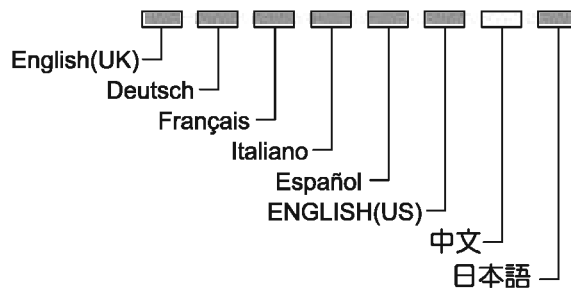 English(UK)
Deutsch
Français
Italiano
Español
ENGLISH(US)
中文
日本語